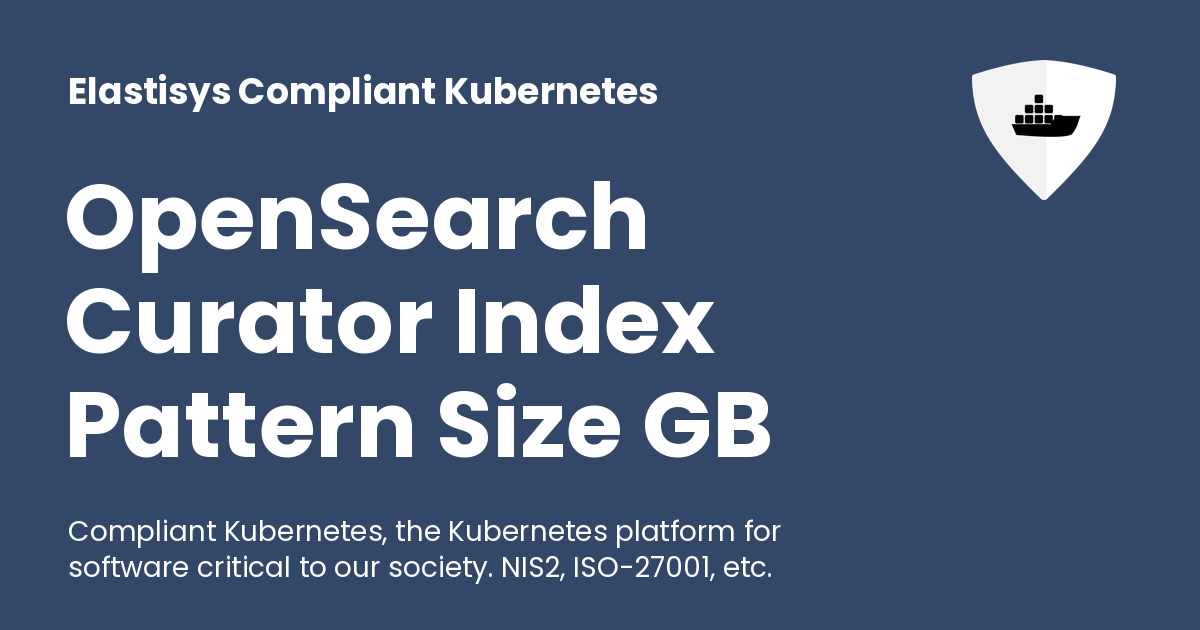 Elastisys Compliant Kubernetes
OpenSearch
Curator Index
Pattern Size GB
Compliant Kubernetes, the Kubernetes platform for
software critical to our society. NIS2, ISO-27001, etc.